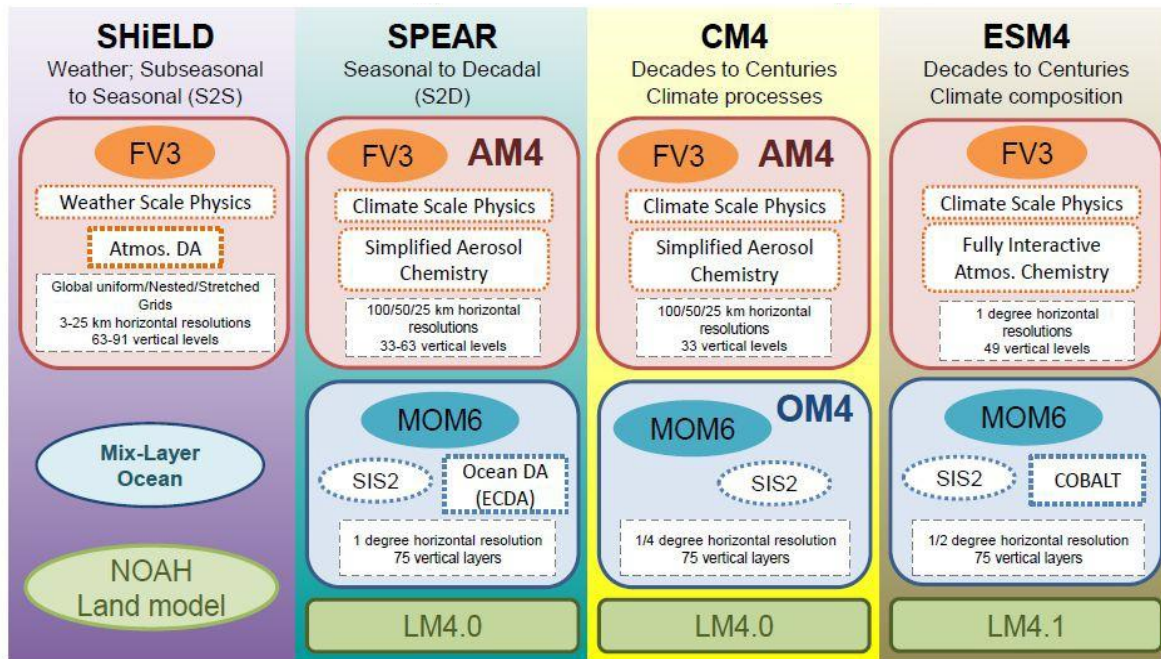 SHiELD
Weather; Subseasonal
to Seasonal (S2S)
FV3
Weather Scale Physics
Atmos. DA
Global uniform/Nested/Stretched
Grids
3-25 km horizontal resolutions
63-91 vertical levels
Mix-Layer
Ocean
NOAH
Land model
SPEAR
Seasonal to Decadal
(S2D)
FV3
AM4
Climate Scale Physics
Simplified Aerosol
Chemistry
100/50/25 km horizontal
resolutions
33-63 vertical levels
MOM6
SIS2
Ocean DA
(ECDA)
1 degree horizontal resolution
75 vertical layers
LM4.0
CM4
Decades to Centuries
Climate processes
FV3
AM4
Climate Scale Physics
Simplified Aerosol
Chemistry
100/50/25 km horizontal
resolutions
33 vertical levels
OM4
MOM6
SIS2
1/4 degree horizontal resolution
75 vertical layers
LM4.0
ESM4
Decades to Centuries
Climate composition
FV3
Climate Scale Physics
Fully Interactive
Atmos. Chemistry
1 degree horizontal
resolutions
49 vertical levels
MOM6
SIS2
COBALT
1/2 degree horizontal resolution
75 vertical layers
LM4.1